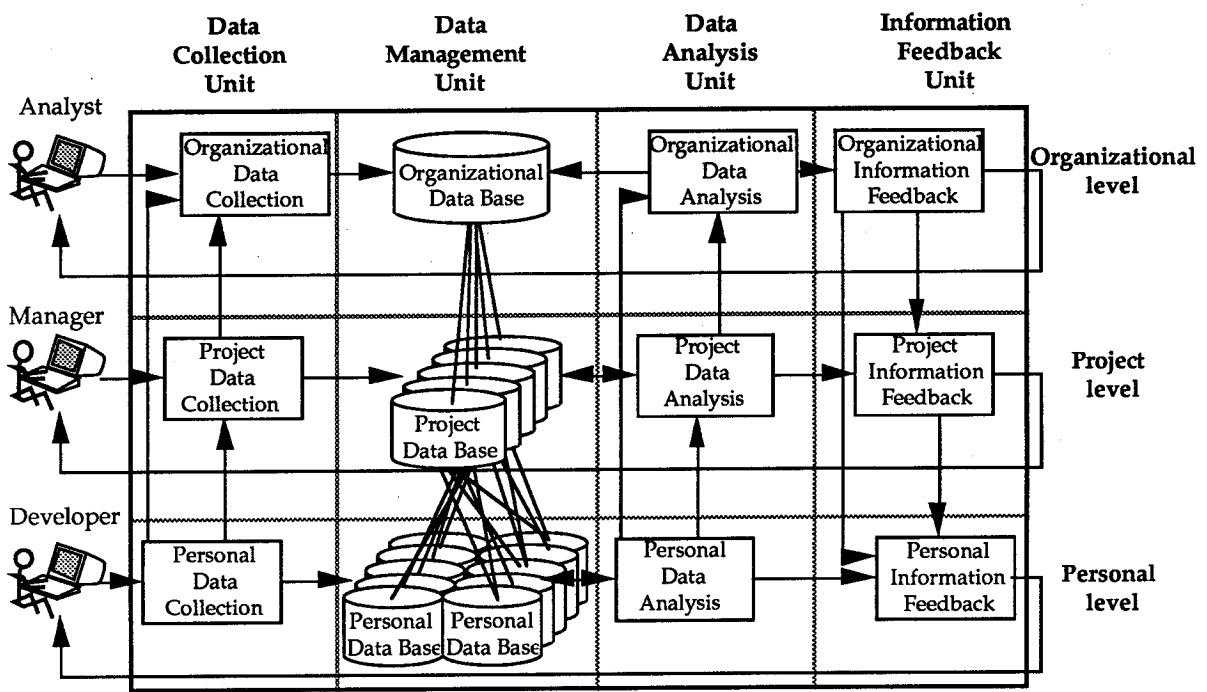 Data
Collection
Unit
Data
Management
Unit
Data
Analysis
Unit
Information
Feedback
Unit
Analyst
Organizational
Data
Collection
Organizational
Data Base
Organizational
Data
Analysis
Organizational
Information
Feedback
Organizational
level
Manager
Project
Data
Collection
Project
Data Base
Project
Data
Analysis
Project
Information
Feedback
Project
level
Developer
Personal
Data
Collection
Personal
Data Base
Personal
Data Base
Personal
Data
Analysis
Personal
Information
Feedback
Personal
level